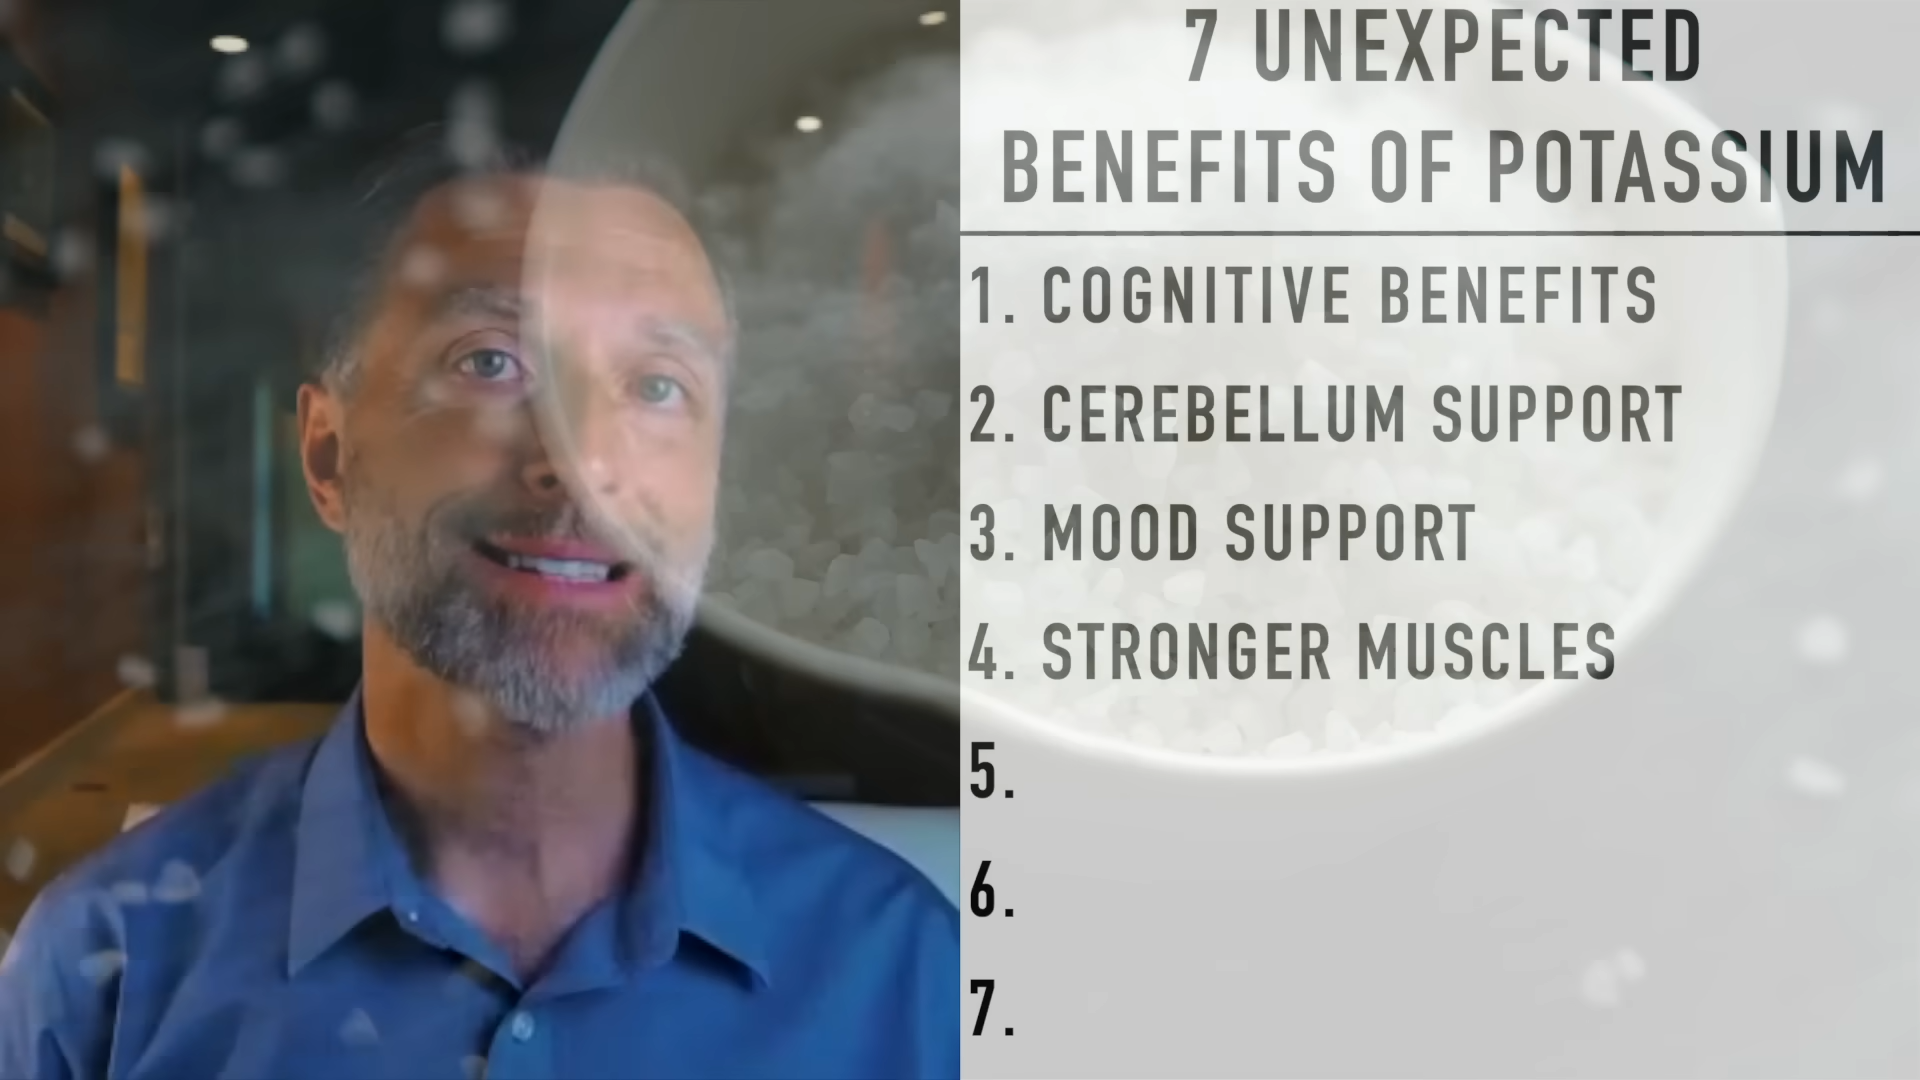 7 UNEXPECTED
BENEFITS OF POTASSIUM
1. COGNITIVE BENEFITS
2. CEREBELLUM SUPPORT
3. MOOD SUPPORT
4. STRONGER MUSCLES
5.
6.
7.